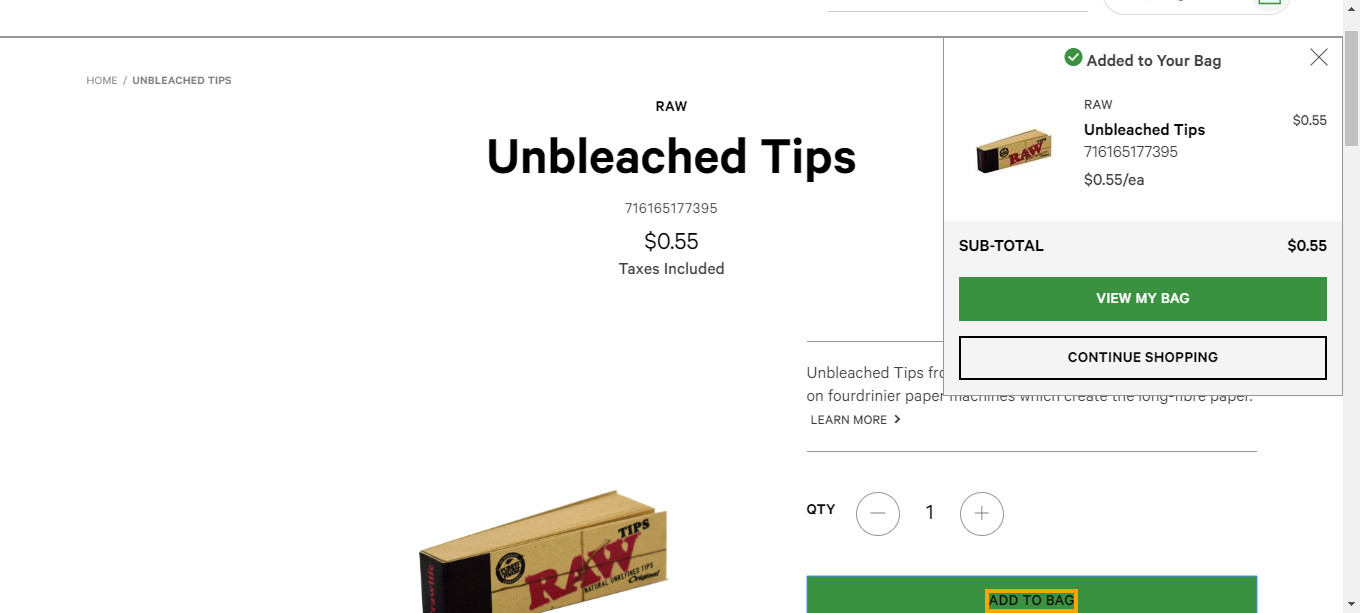 HOME / UNBLEACHED TIPS
RAW
Unbleached Tips
716165177395
$0.55
Taxes Included
Added to Your Bag
RAW
Unbleached Tips
716165177395
$0.55/ea
$0.55
SUB-TOTAL $0.55
VIEW MY BAG
CONTINUE SHOPPING
Unbleached Tips
on fourdrinier paper machines which create the long-fibre paper.
LEARN MORE
QTY 1
ADD TO BAG
TIPS
RAW
NATURAL UNREFINED TIPS
Original
rawlife